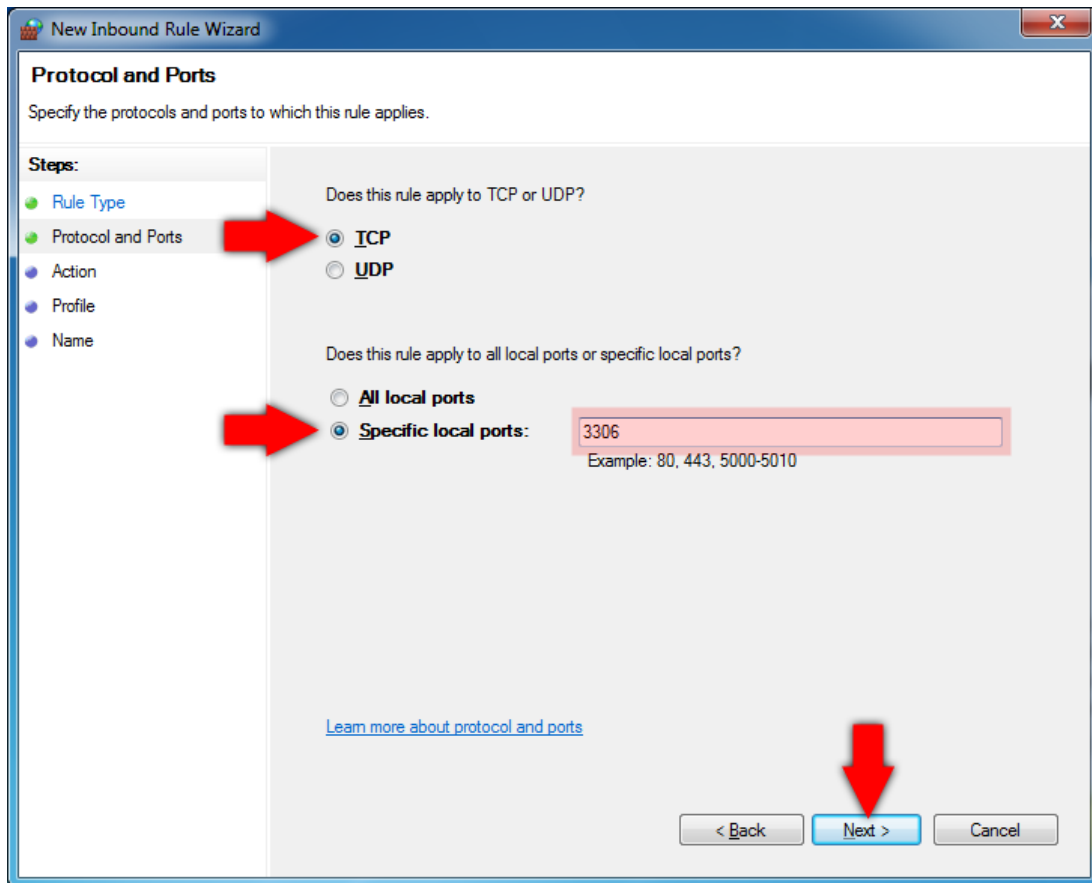 New Inbound Rule Wizard
Protocol and Ports
Specify the protocols and ports to which this rule applies.
Steps:
Rule Type
Protocol and Ports
Action
Profile
Name
Does this rule apply to TCP or UDP?
TCP
UDP
Does this rule apply to all local ports or specific local ports?
All local ports
Specific local ports: 3306
Example: 80, 443, 5000-5010
Learn more about protocol and ports
< Back Next > Cancel